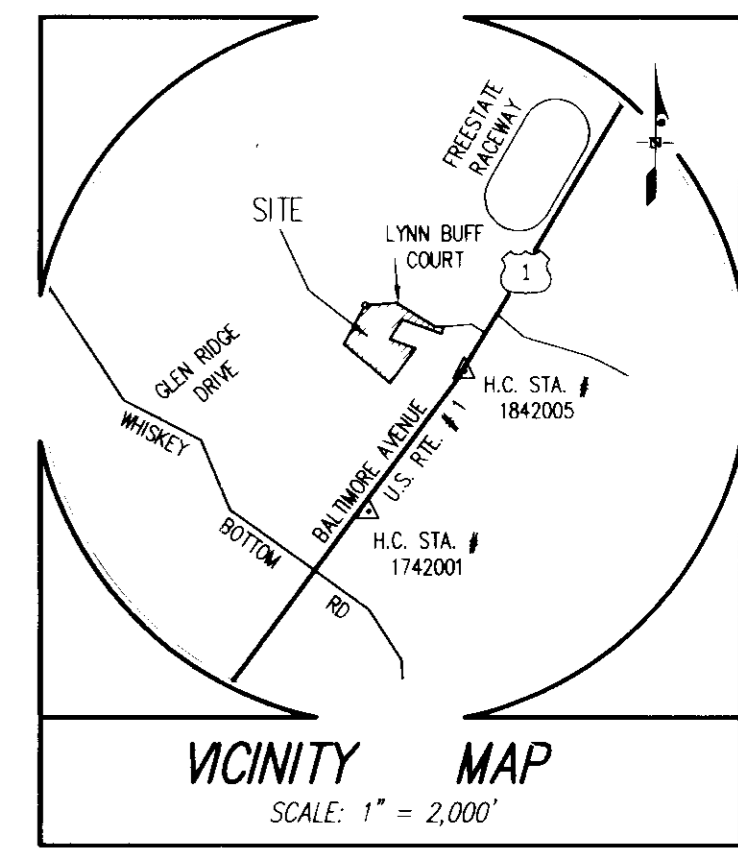 FREESTATE
RACEWAY
SITE
LYNN BUFF
COURT
1
GLEN RIDGE
DRIVE
H.C. STA. #
1842005
WHISKEY
BOTTOM
RD
BALTIMORE AVENUE
U.S. RTE. # 1
H.C. STA. #
1742001
VICINITY MAP
SCALE: 1" = 2,000'